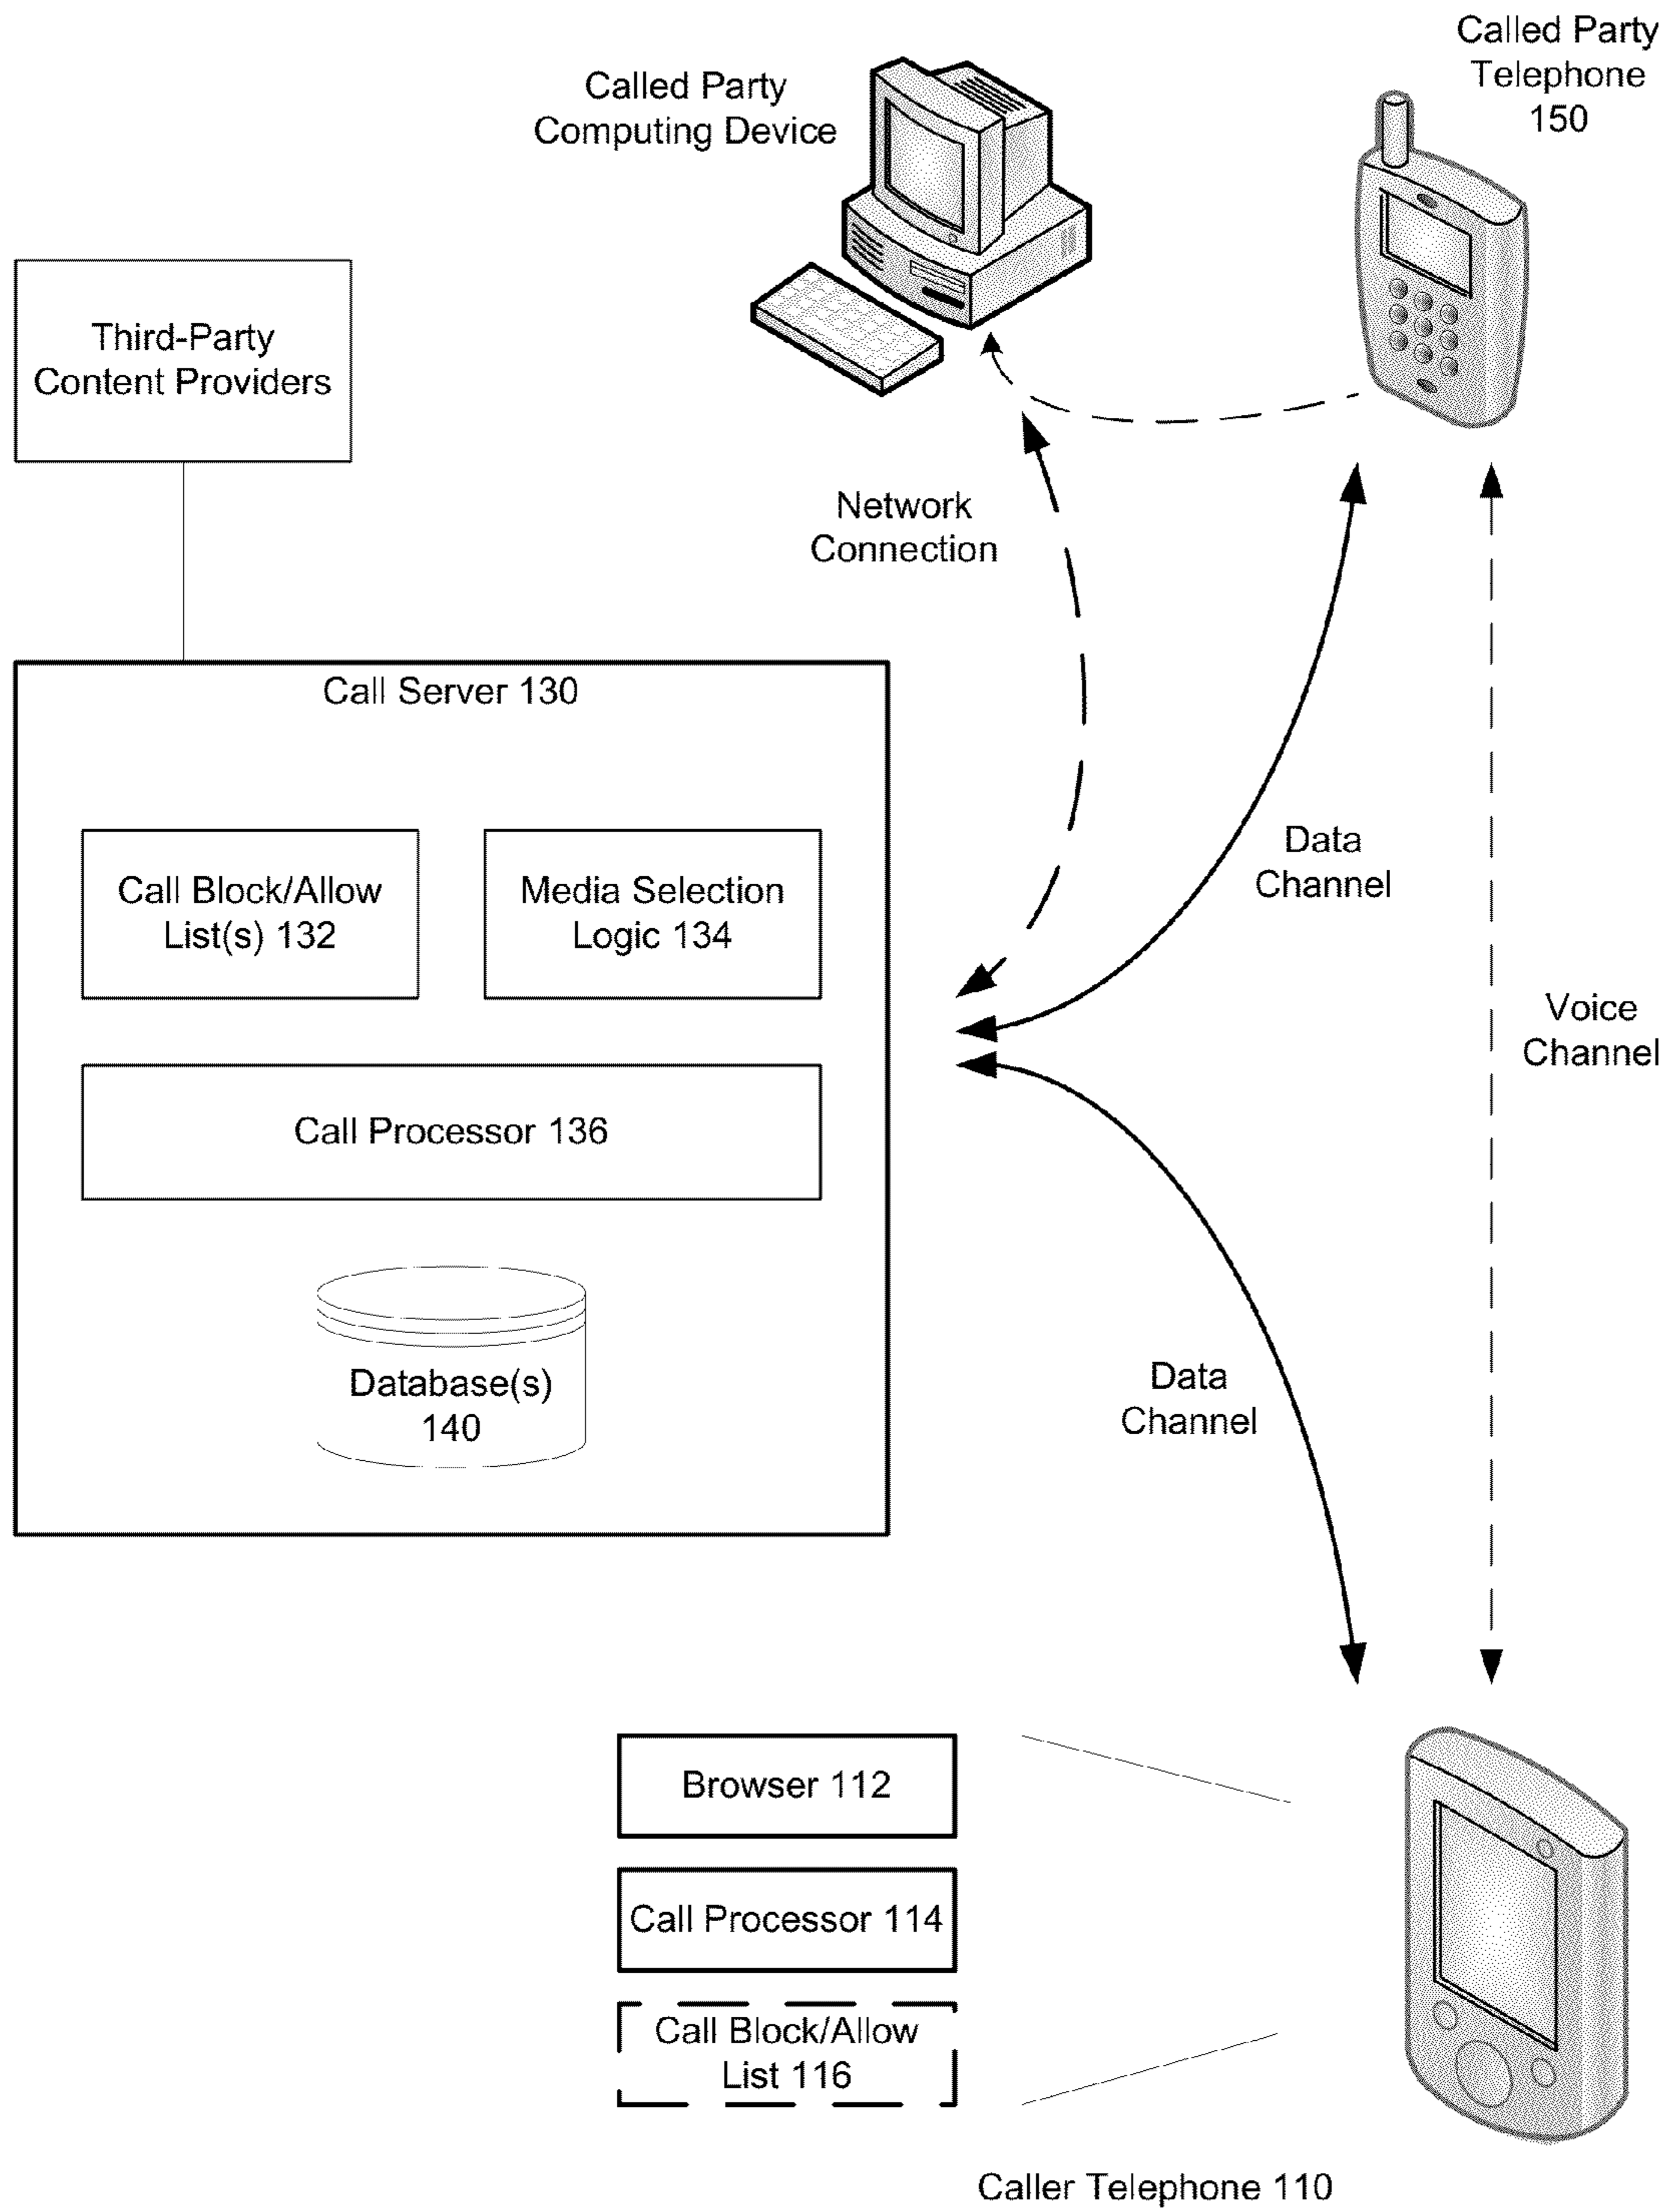 Called Party
Telephone
150
Called Party
Computing Device
Third-Party
Content Providers
Network
Connection
Call Server 130
Data
Channel
Call Block/Allow
List(s) 132
Media Selection
Logic 134
Voice
Channel
Call Processor 136
Database(s)
140
Data
Channel
Browser 112
Call Processor 114
Call Block/Allow
List 116
Caller Telephone 110